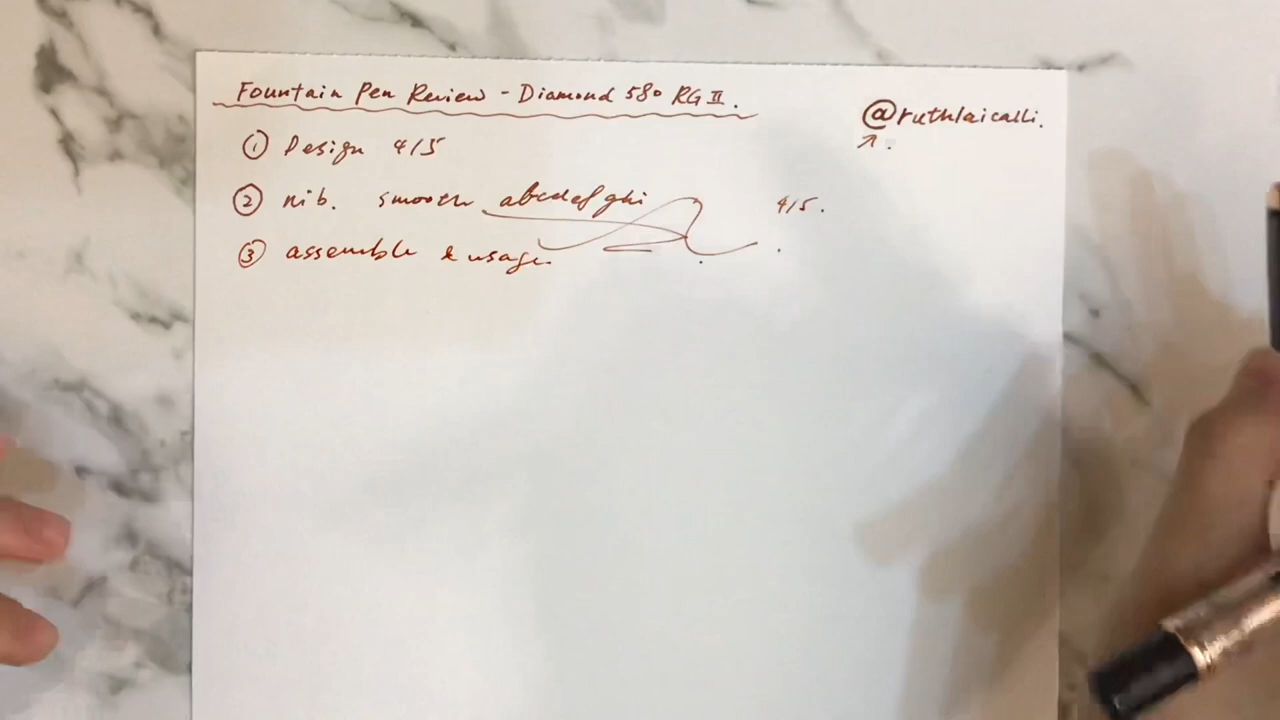 Fountain Pen Review - Diamond 580 RG II.
@ruthlaicalli.
① Design 4/5
② nib. smooth abcdefghi 4/5.
③ assemble & usage.